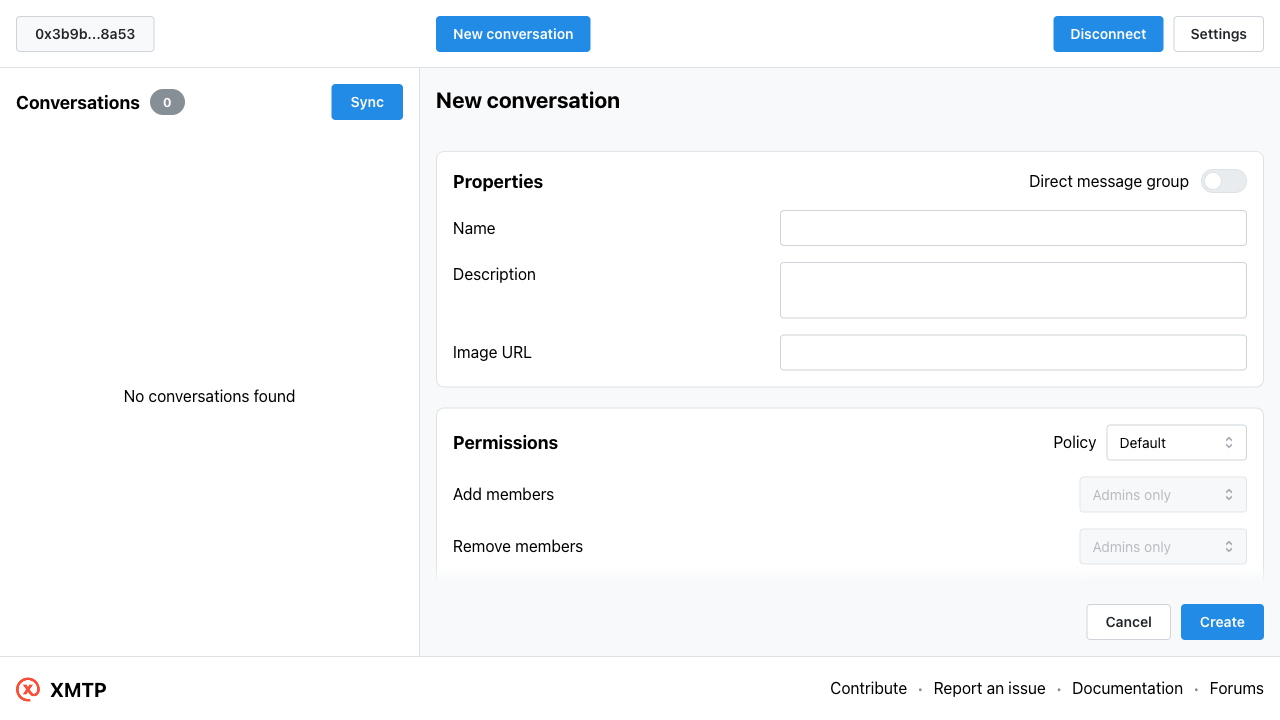 0x3b9b...8a53
New conversation
Disconnect
Settings
Conversations
0
Sync
No conversations found
New conversation
Properties
Direct message group
Name
Description
Image URL
Permissions
Policy
Default
Add members
Admins only
Remove members
Admins only
Cancel
Create
XMTP
Contribute • Report an issue • Documentation • Forums